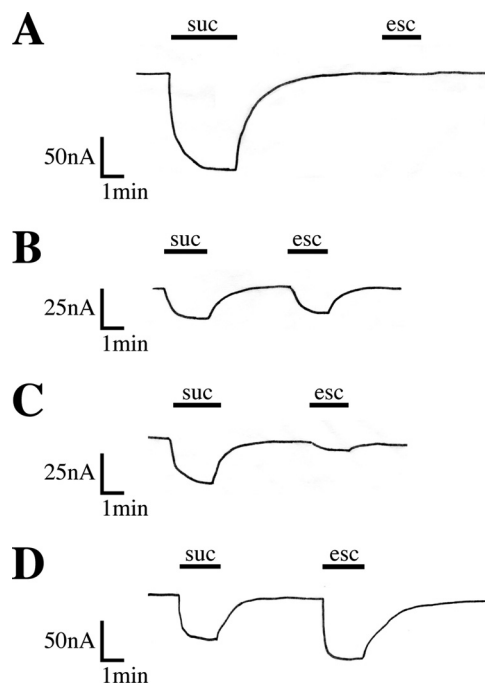 A
suc esc
50nA
1min
B
suc esc
25nA
1min
C
suc esc
25nA
1min
D
suc esc
50nA
1min